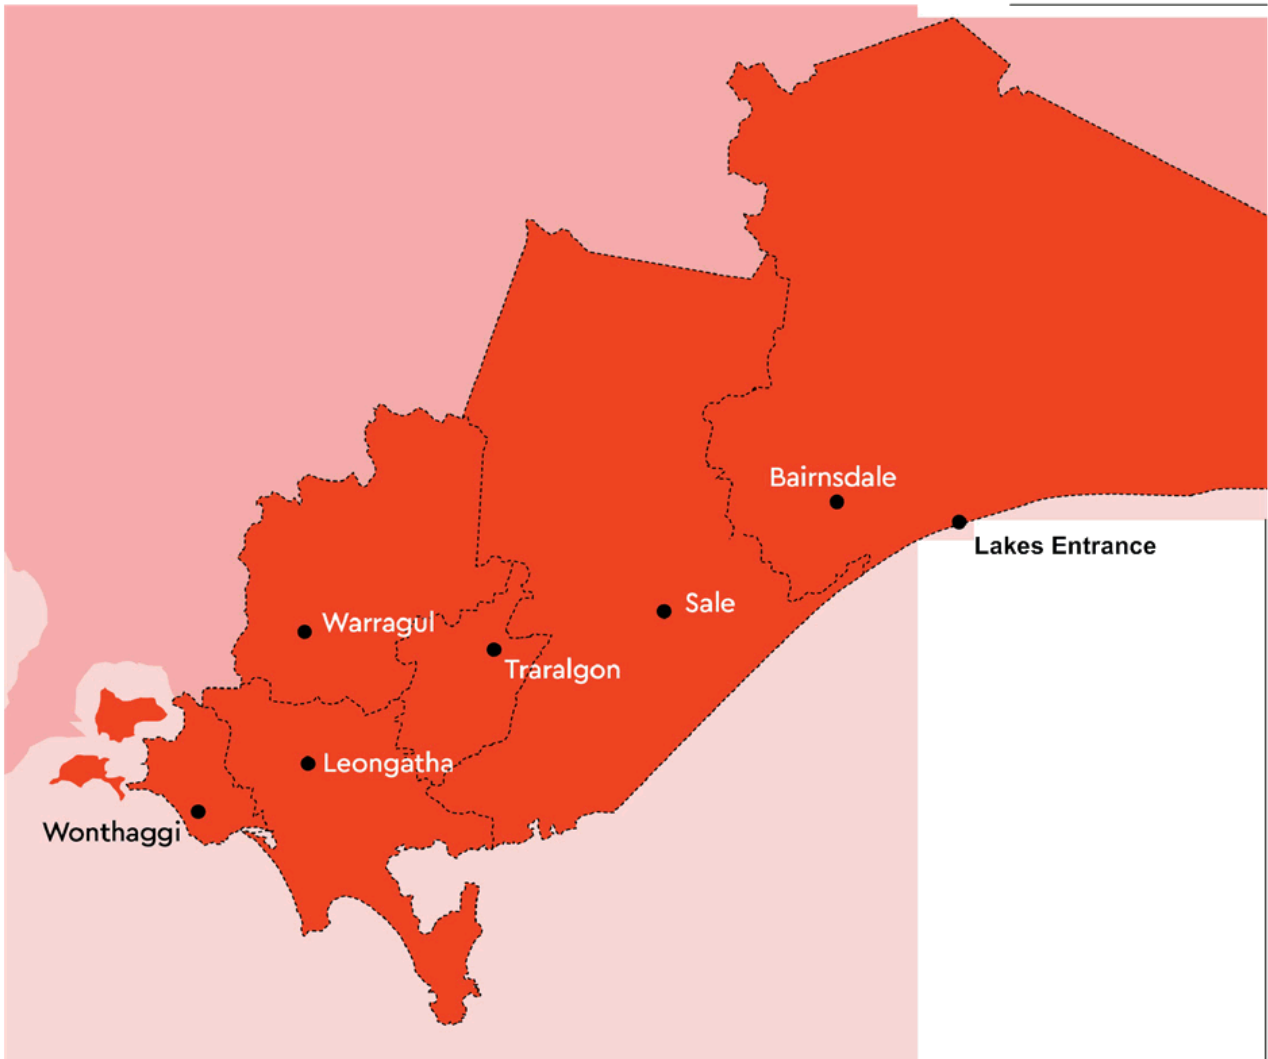 Bairnsdale
Lakes Entrance
Sale
Warragul
Traralgon
Leongatha
Wonthaggi